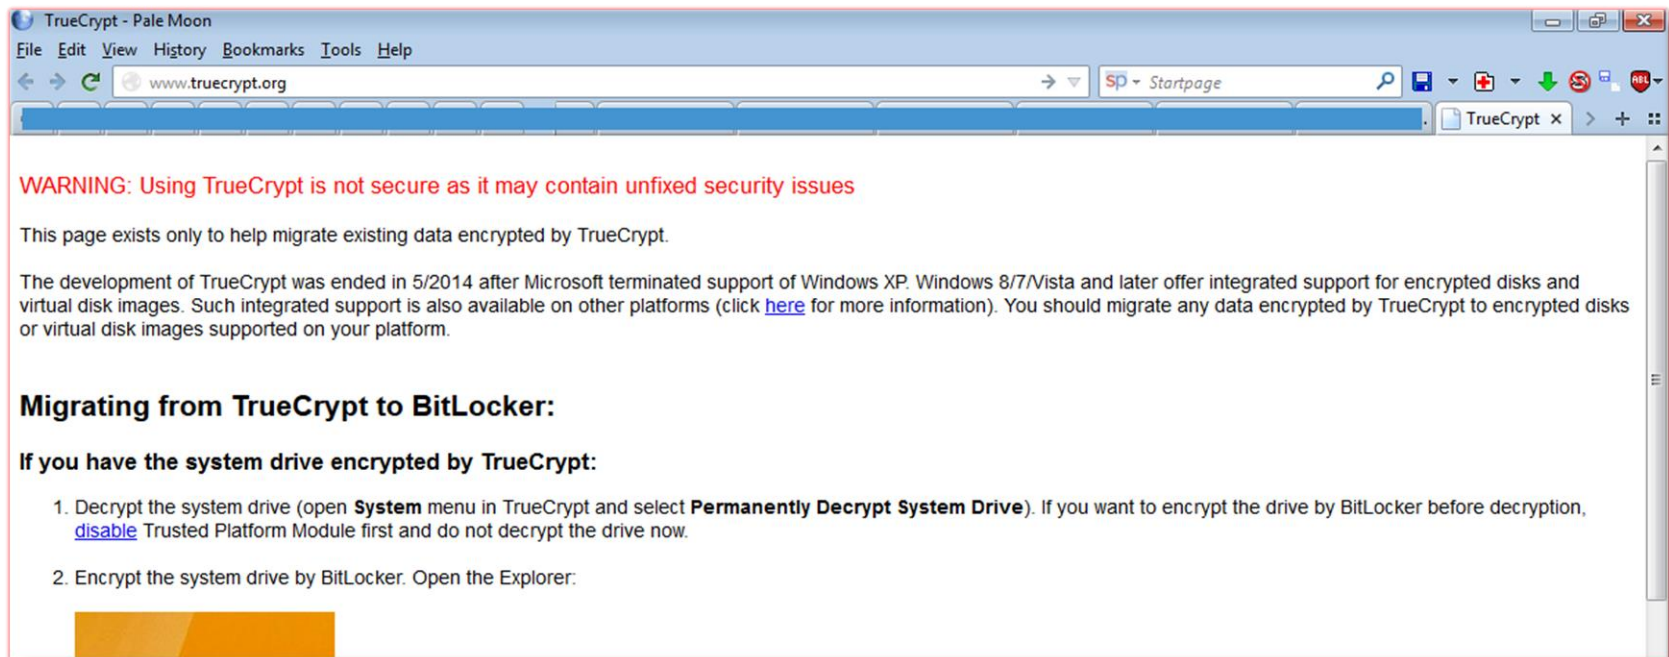 TrueCrypt - Pale Moon
File Edit View History Bookmarks Tools Help
www.truecrypt.org
sp Startpage
ABL
TrueCrypt
WARNING: Using TrueCrypt is not secure as it may contain unfixed security issues
This page exists only to help migrate existing data encrypted by TrueCrypt.
The development of TrueCrypt was ended in 5/2014 after Microsoft terminated support of Windows XP. Windows 8/7/Vista and later offer integrated support for encrypted disks and
virtual disk images. Such integrated support is also available on other platforms (click here for more information). You should migrate any data encrypted by TrueCrypt to encrypted disks
or virtual disk images supported on your platform.
Migrating from TrueCrypt to BitLocker:
If you have the system drive encrypted by TrueCrypt:
1. Decrypt the system drive (open System menu in TrueCrypt and select Permanently Decrypt System Drive). If you want to encrypt the drive by BitLocker before decryption,
disable Trusted Platform Module first and do not decrypt the drive now.
2. Encrypt the system drive by BitLocker. Open the Explorer: